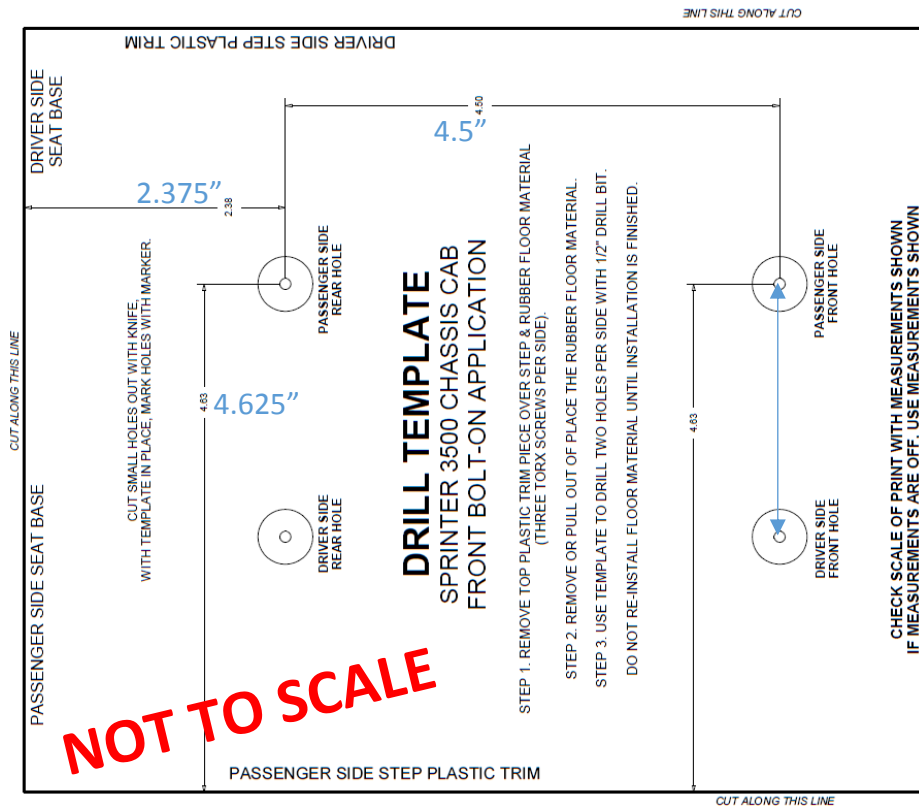 CUT ALONG THIS LINE
DRIVER SIDE STEP PLASTIC TRIM
DRIVER SIDE
SEAT BASE
4.50
4.5”
2.375”
2.38
PASSENGER SIDE
REAR HOLE
PASSENGER SIDE
FRONT HOLE
CUT SMALL HOLES OUT WITH KNIFE,
WITH TEMPLATE IN PLACE, MARK HOLES WITH MARKER.
4.63
4.625”
4.63
CUT ALONG THIS LINE
DRILL TEMPLATE
SPRINTER 3500 CHASSIS CAB
FRONT BOLT-ON APPLICATION
STEP 1. REMOVE TOP PLASTIC TRIM PIECE OVER STEP & RUBBER FLOOR MATERIAL
(THREE TORX SCREWS PER SIDE).
STEP 2. REMOVE OR PULL OUT OF PLACE THE RUBBER FLOOR MATERIAL.
STEP 3. USE TEMPLATE TO DRILL TWO HOLES PER SIDE WITH 1/2" DRILL BIT.
DO NOT RE-INSTALL FLOOR MATERIAL UNTIL INSTALLATION IS FINISHED.
DRIVER SIDE
REAR HOLE
DRIVER SIDE
FRONT HOLE
CHECK SCALE OF PRINT WITH MEASUREMENTS SHOWN
IF MEASUREMENTS ARE OFF, USE MEASUREMENTS SHOWN
PASSENGER SIDE SEAT BASE
NOT TO SCALE
PASSENGER SIDE STEP PLASTIC TRIM
CUT ALONG THIS LINE